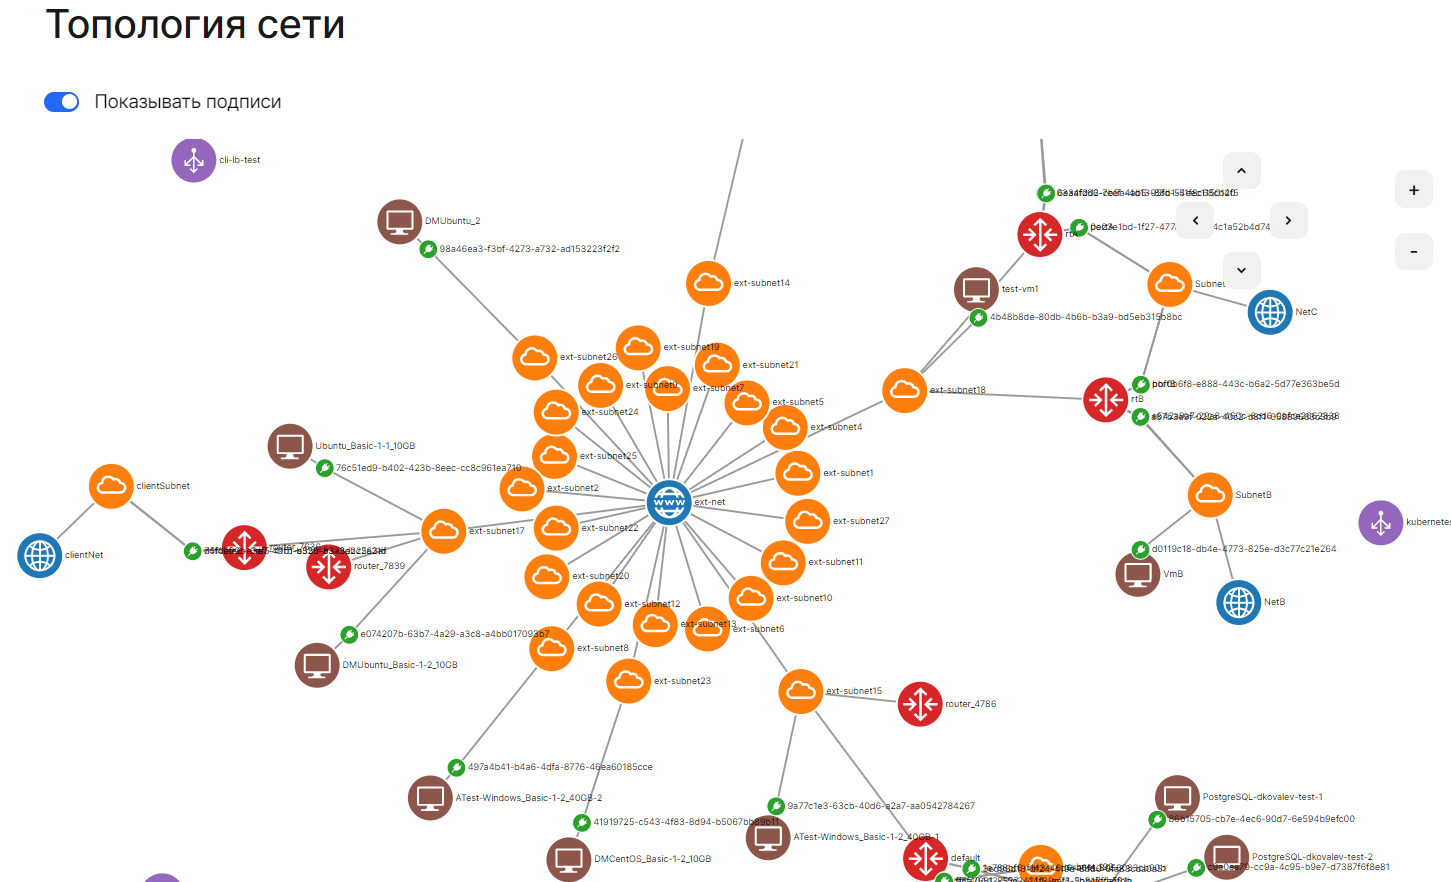 Топология сети
Показывать подписи
cli-lb-test
DMUbuntu_2
98a46ea3-f3bf-4273-a732-ad153223f2f2
ext-subnet14
test-vm1
4b48b8de-80db-4b6b-b3a9-bd5eb315b8bc
NetC
ext-subnet26
ext-subnet19
ext-subnet21
ext-subnet9
ext-subnet7
ext-subnet18
rtB
ext-subnet5
ext-subnet24
ext-subnet4
Ubuntu_Basic-1-1_10GB
ext-subnet25
76c51ed9-b402-423b-8eec-cc8c961ea710
ext-subnet1
clientSubnet
ext-subnet2
SubnetB
ext-net
ext-subnet27
kubernetes
ext-subnet17
ext-subnet22
d0119c18-db4e-4773-825e-d3c77c21e264
clientNet
router_7839
ext-subnet11
VmB
ext-subnet20
ext-subnet10
NetB
ext-subnet12
ext-subnet13
ext-subnet6
e074207b-63b7-4a29-a3c8-a4bb017093b7
ext-subnet8
DMUbuntu_Basic-1-2_10GB
ext-subnet23
ext-subnet15
router_4786
497a4b41-b4a6-4dfa-8776-46ea60185cce
ATest-Windows_Basic-1-2_40GB-2
PostgreSQL-dkovalev-test-1
9a77c1e3-63cb-40d6-a2a7-aa0542784267
86b15705-cb7e-4ec6-90d7-6e594b9efc00
41919725-c543-4f83-8d94-b5067bb89b11
ATest-Windows_Basic-1-2_40GB-1
DMCentOS_Basic-1-2_10GB
default
PostgreSQL-dkovalev-test-2
c9e0ea79-cc9a-4c95-b9e7-d7387f6f8e81